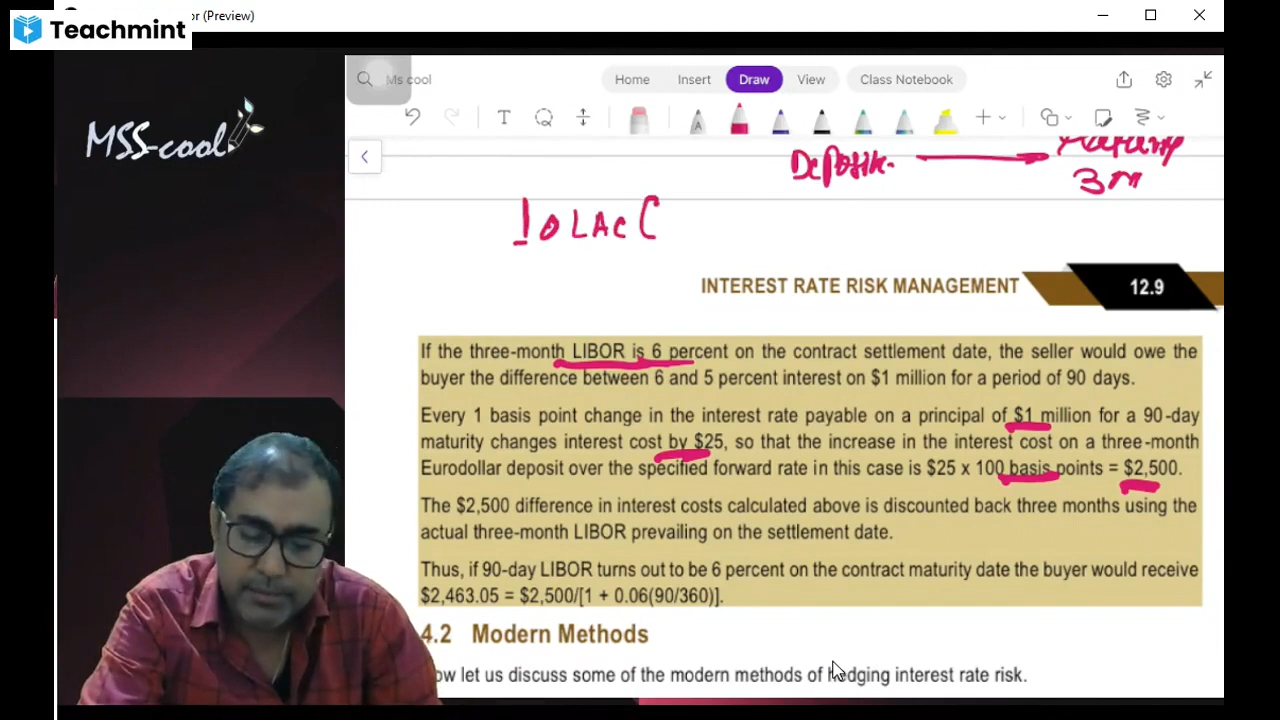 or (Preview)
Teachmint
MSS-cool
Ms cool
Home Insert Draw View Class Notebook
Deposit
3m
10 LAC
INTEREST RATE RISK MANAGEMENT 12.9
If the three-month LIBOR is 6 percent on the contract settlement date, the seller would owe the
buyer the difference between 6 and 5 percent interest on $1 million for a period of 90 days.
Every 1 basis point change in the interest rate payable on a principal of $1 million for a 90-day
maturity changes interest cost by $25, so that the increase in the interest cost on a three-month
Eurodollar deposit over the specified forward rate in this case is $25 x 100 basis points = $2,500.
The $2,500 difference in interest costs calculated above is discounted back three months using the
actual three-month LIBOR prevailing on the settlement date.
Thus, if 90-day LIBOR turns out to be 6 percent on the contract maturity date the buyer would receive
$2,463.05 = $2,500/[1 + 0.06(90/360)].
4.2 Modern Methods
ow let us discuss some of the modern methods of hedging interest rate risk.